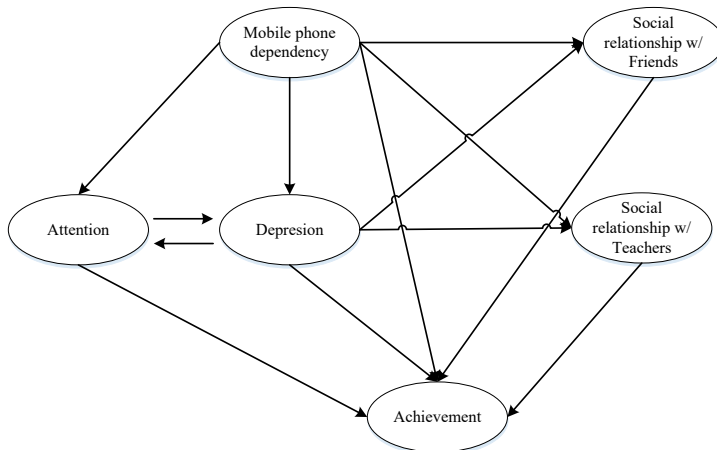 Mobile phone
dependency
Social
relationship w/
Friends
Attention
Depresion
Social
relationship w/
Teachers
Achievement